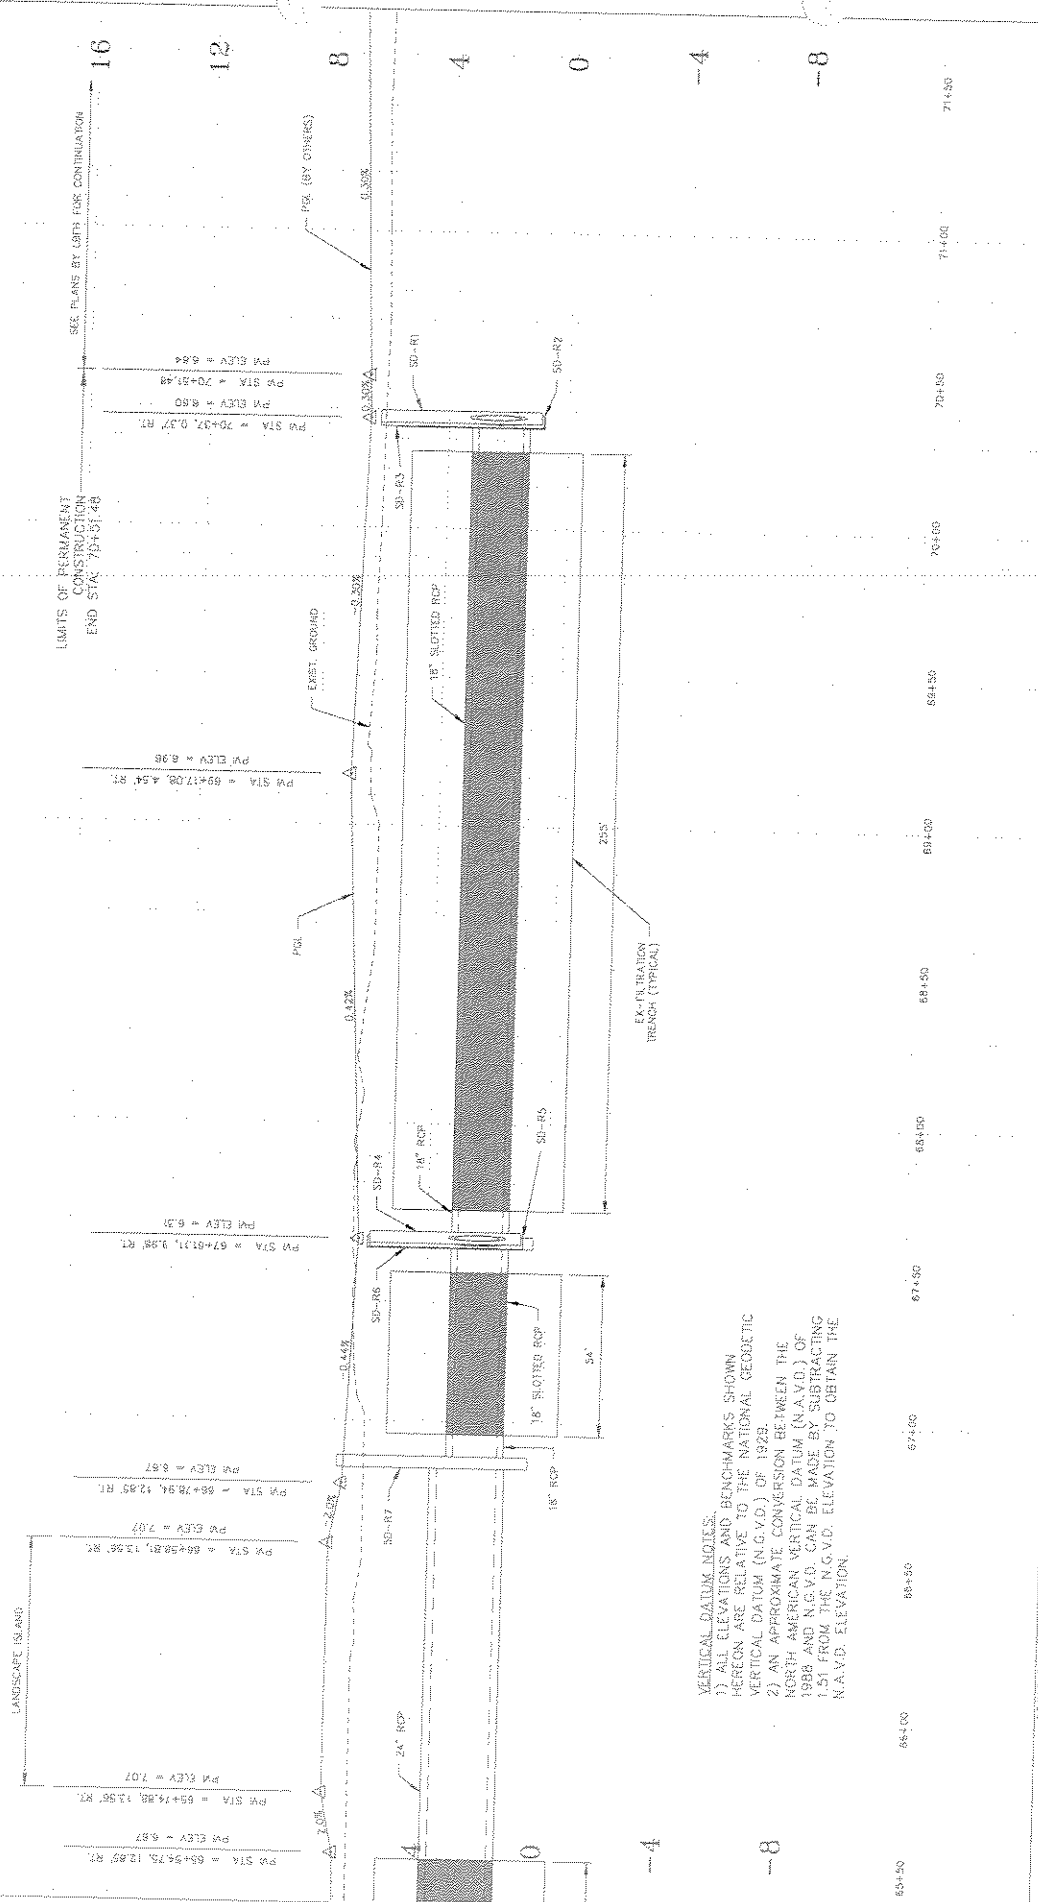 LIMITS OF PERMANENT
CONSTRUCTION
END STA. 70+51.48
SEE PLANS BY FOR CONTINUATION
16
12
8
4
0
-4
-8
PGL (BY OTHERS)
0.30%
PVI STA = 70+51.48
PVI ELEV = 6.64
PVI STA = 70+37, 0.37' RT.
PVI ELEV = 6.60
0.30%
SD-R1
SD-R2
SD-R3
-0.30%
EXIST. GROUND
18" SLOTTED RCP
PVI STA = 69+17.08, 4.54' RT.
PVI ELEV = 6.96
PGL
0.42%
255'
EX-FILTRATION
TRENCH (TYPICAL)
18" RCP
SD-R4
SD-R5
PVI STA = 67+61.11, 9.98' RT.
PVI ELEV = 6.31
SD-R6
-0.44%
18" SLOTTED RCP
54'
18" RCP
SD-R7
PVI STA = 66+78.94, 12.85' RT.
PVI ELEV = 6.67
-2.0%
PVI STA = 66+58.81, 13.56' RT.
PVI ELEV = 7.07
LANDSCAPE ISLAND
24" RCP
PVI STA = 65+74.88, 13.56' RT.
PVI ELEV = 7.07
2.0%
PVI STA = 65+54.75, 12.85' RT.
PVI ELEV = 6.67
4
0
-4
-8
VERTICAL DATUM NOTES:
1) ALL ELEVATIONS AND BENCHMARKS SHOWN
HEREON ARE RELATIVE TO THE NATIONAL GEODETIC
VERTICAL DATUM (N.G.V.D.) OF 1929.
2) AN APPROXIMATE CONVERSION BETWEEN THE
NORTH AMERICAN VERTICAL DATUM (N.A.V.D.) OF
1988 AND N.G.V.D. CAN BE MADE BY SUBTRACTING
1.51 FROM THE N.G.V.D. ELEVATION TO OBTAIN THE
N.A.V.D. ELEVATION.
65+50
66+00
66+50
67+00
67+50
68+00
68+50
69+00
69+50
70+00
70+50
71+00
71+50